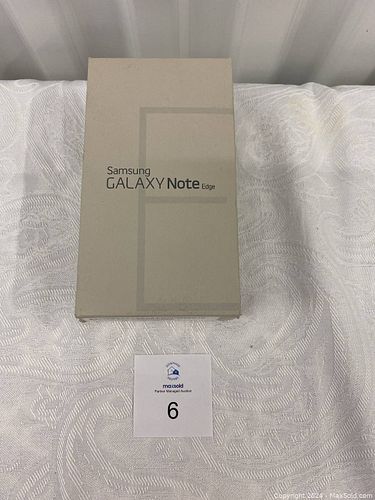 Samsung
GALAXY Note Edge
maxsold
Partner Managed Auction
6
Copyright 2024 - MaxSold.com